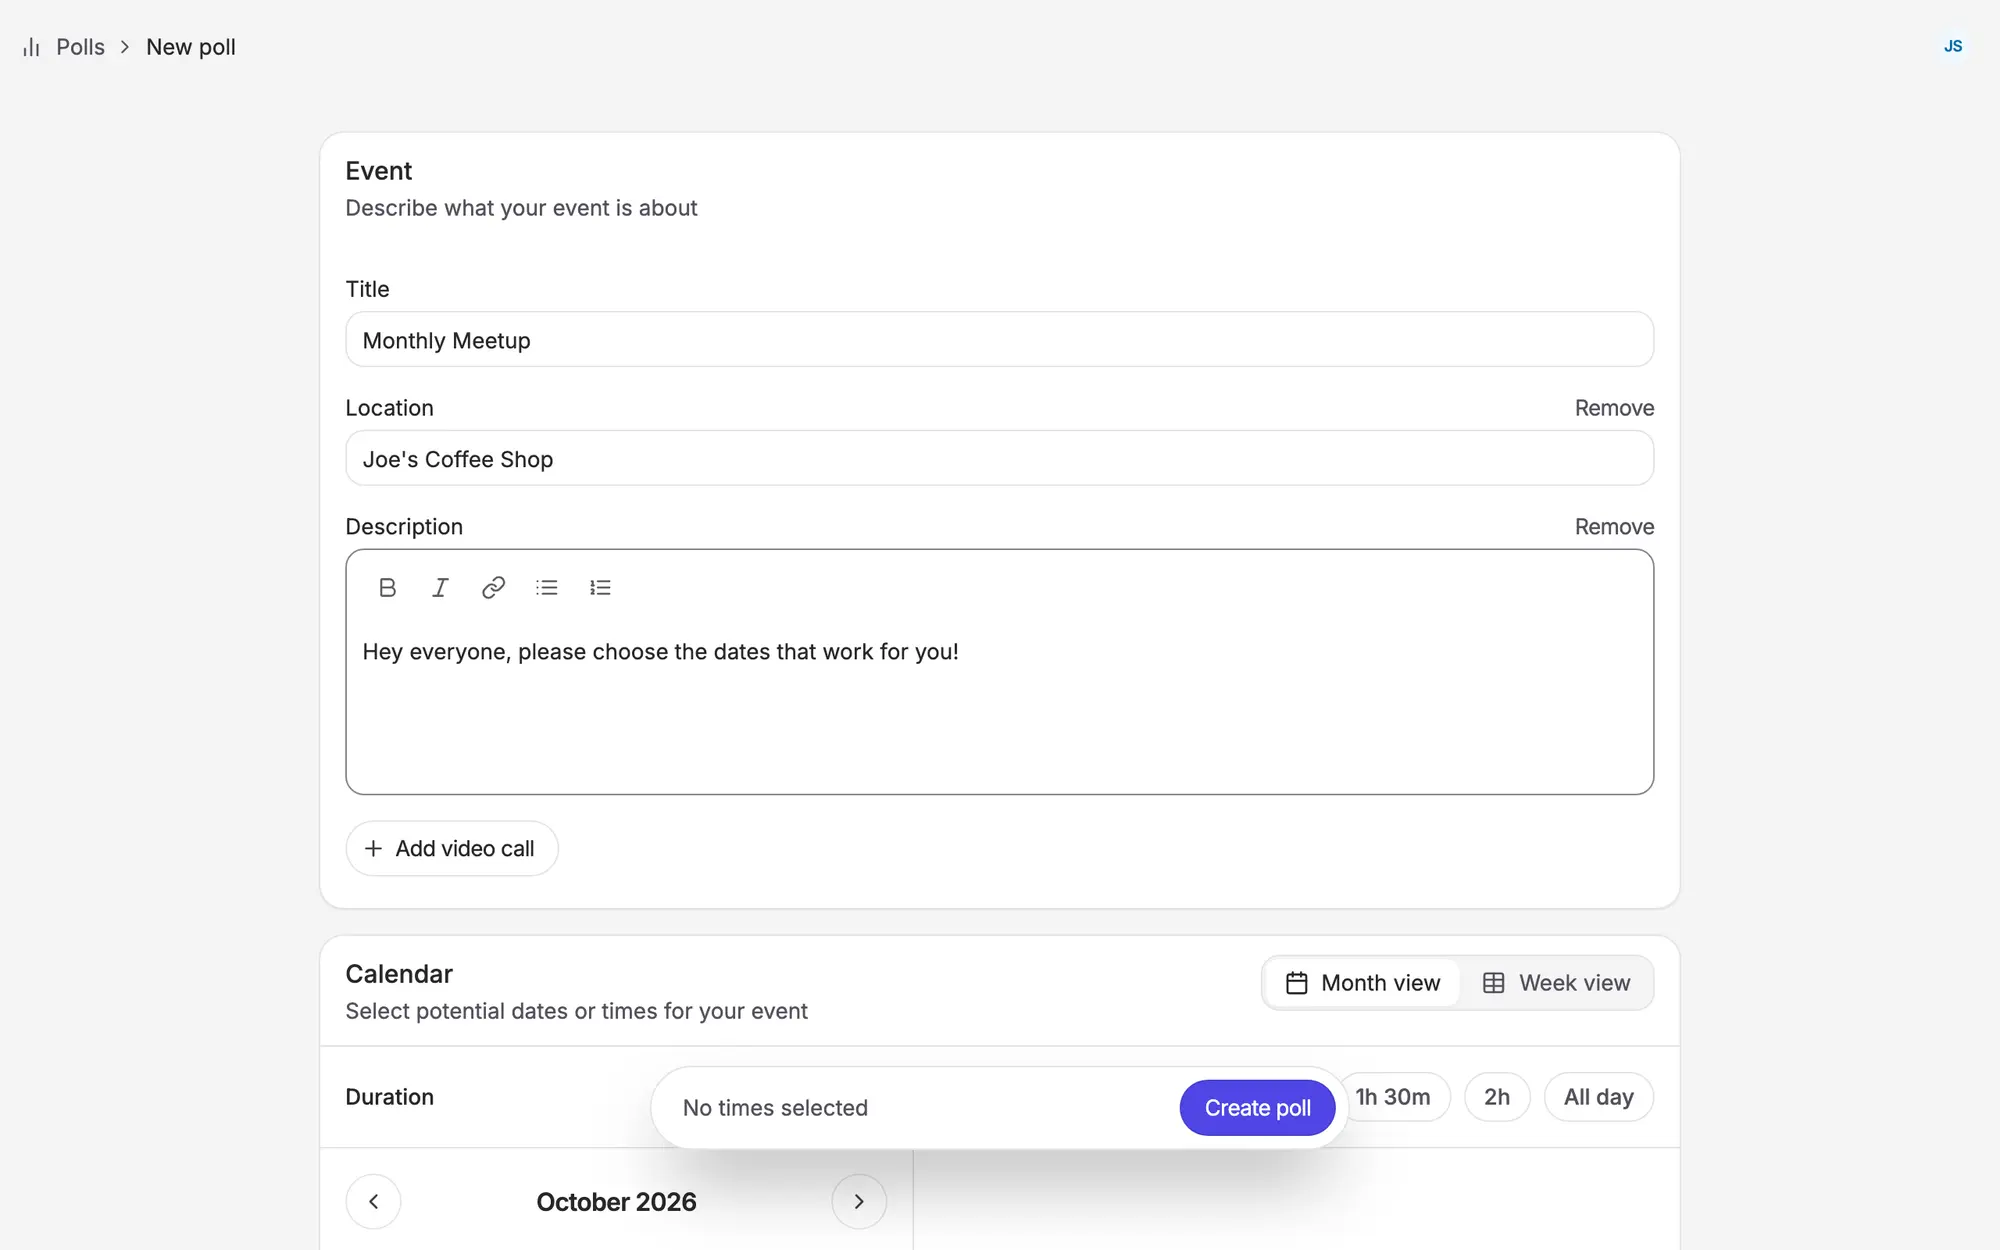 Polls
New poll
JS
Event
Describe what your event is about
Title
Monthly Meetup
Location
Remove
Joe's Coffee Shop
Description
Remove
Hey everyone, please choose the dates that work for you!
Add video call
Calendar
Select potential dates or times for your event
Month view
Week view
Duration
1h 30m
2h
All day
No times selected
Create poll
October 2026